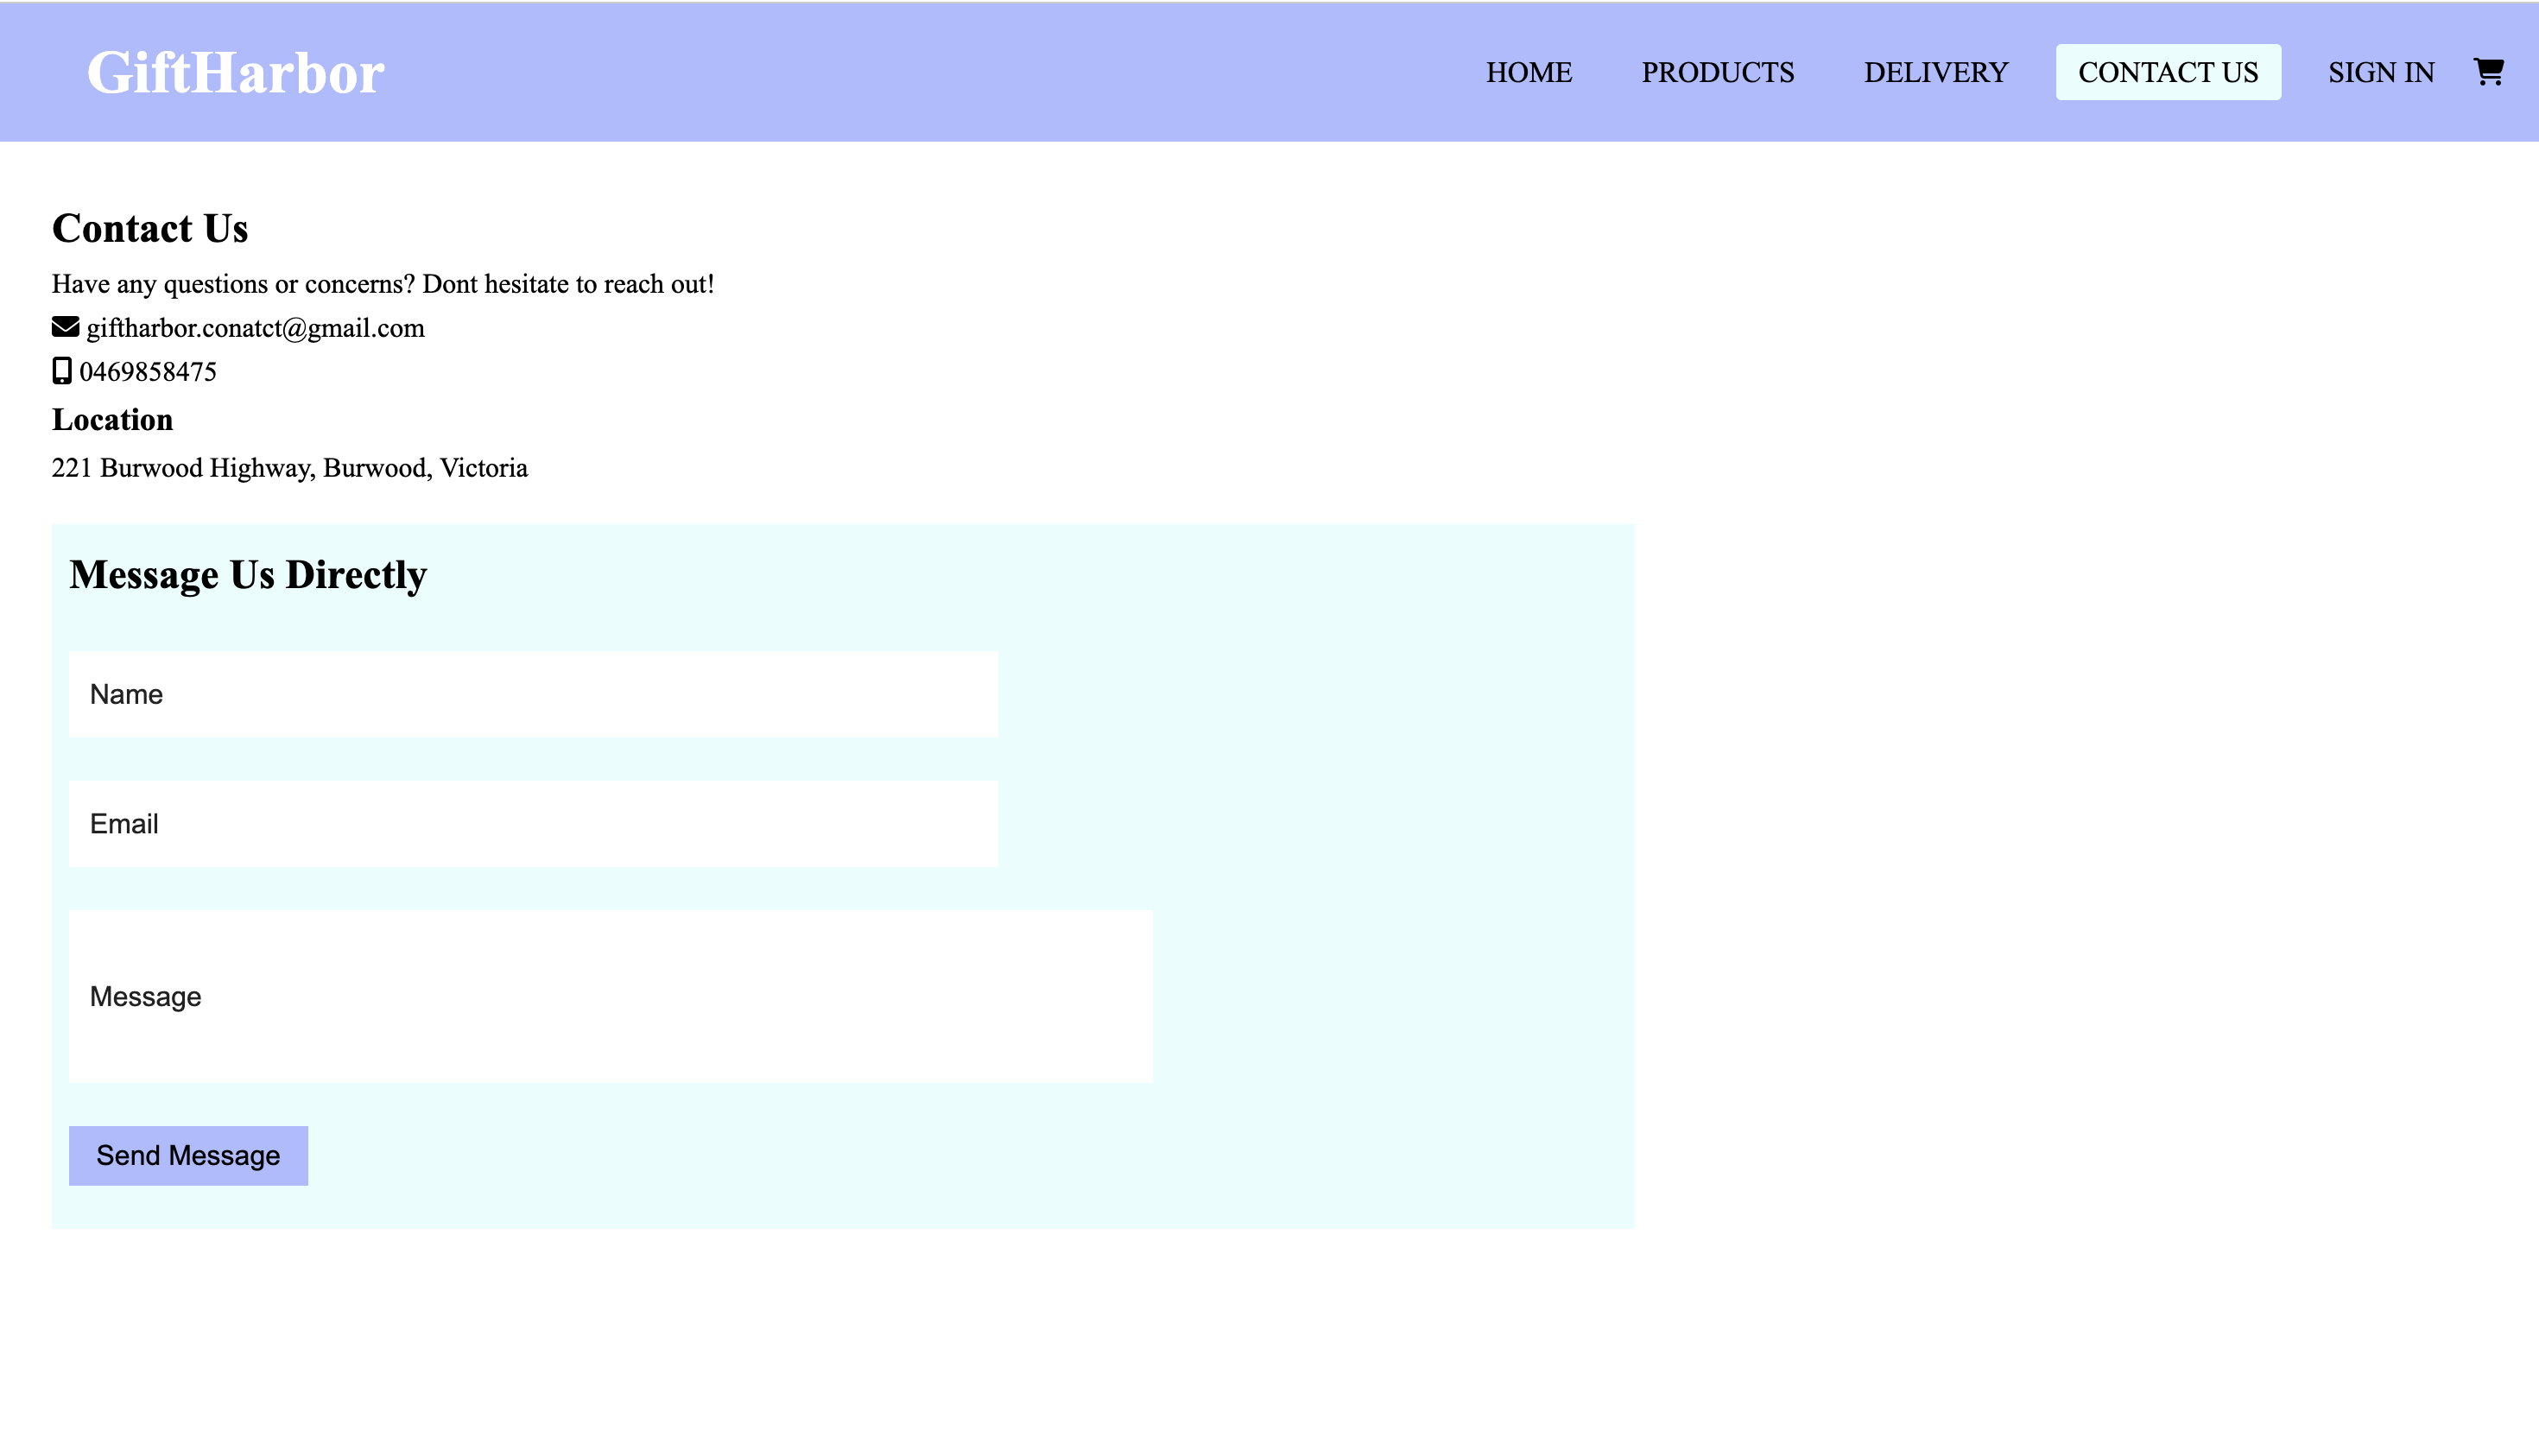 GiftHarbor
HOME PRODUCTS DELIVERY CONTACT US SIGN IN
Contact Us
Have any questions or concerns? Dont hesitate to reach out!
giftharbor.conatct@gmail.com
0469858475
Location
221 Burwood Highway, Burwood, Victoria
Message Us Directly
Name
Email
Message
Send Message